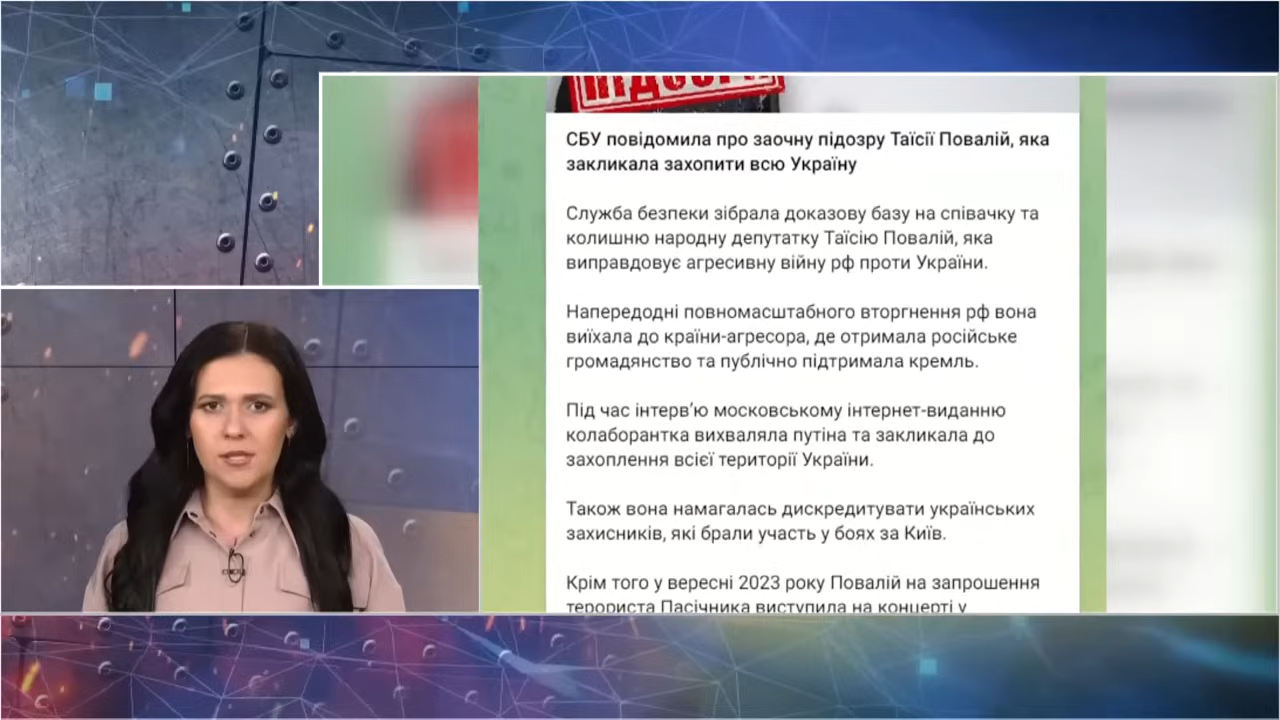 ПІДОЗРА
СБУ повідомила про заочну підозру Таїсії Повалій, яка
закликала захопити всю Україну
Служба безпеки зібрала доказову базу на співачку та
колишню народну депутатку Таїсію Повалій, яка
виправдовує агресивну війну рф проти України.
Напередодні повномасштабного вторгнення рф вона
виїхала до країни-агресора, де отримала російське
громадянство та публічно підтримала кремль.
Під час інтерв’ю московському інтернет-виданню
колаборантка вихваляла путіна та закликала до
захоплення всієї території України.
Також вона намагалась дискредитувати українських
захисників, які брали участь у боях за Київ.
Крім того у вересні 2023 року Повалій на запрошення
терориста Пасічника виступила на концерті у